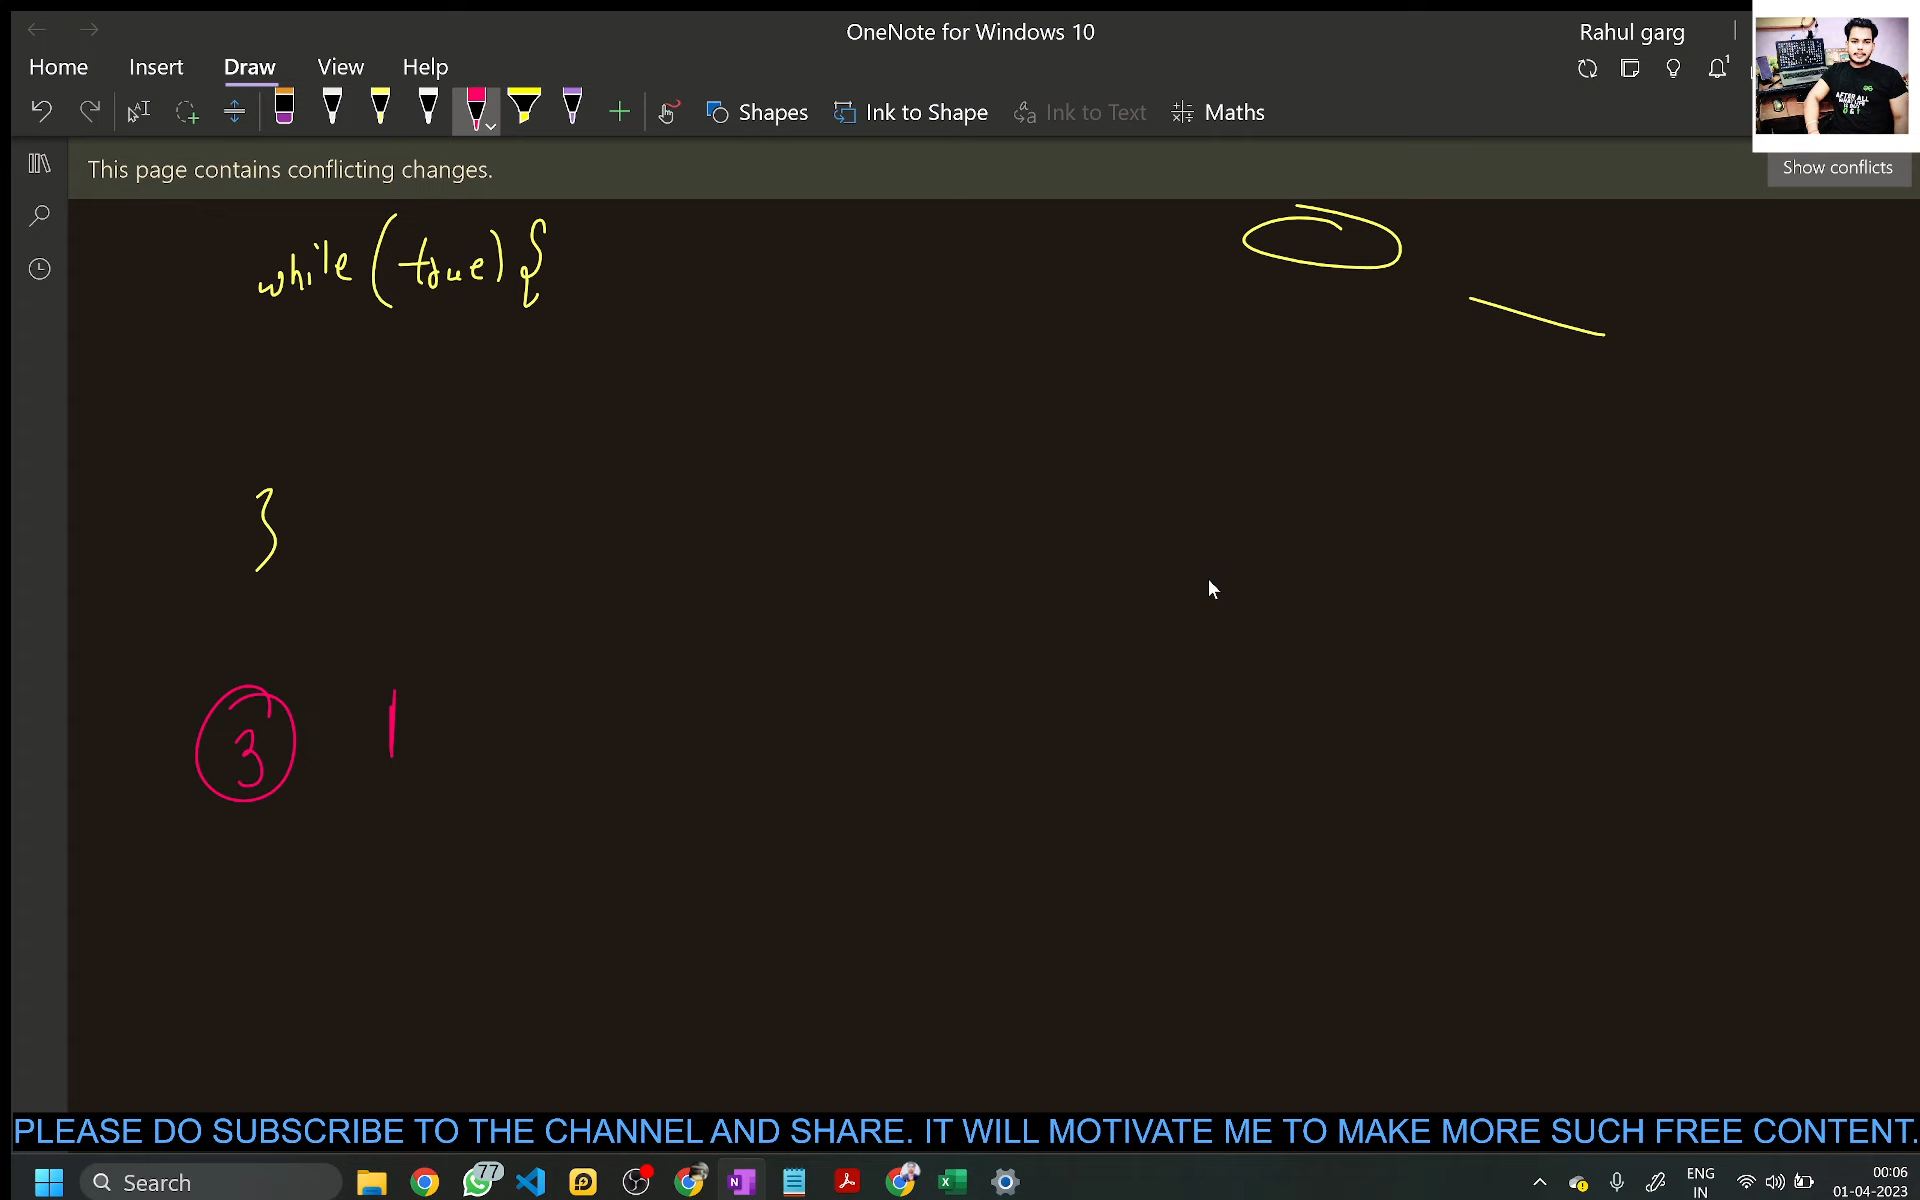 OneNote for Windows 10
Rahul garg
Home Insert Draw View Help
Shapes Ink to Shape Ink to Text Maths
This page contains conflicting changes.
Show conflicts
while (true) {
}
3 1
PLEASE DO SUBSCRIBE TO THE CHANNEL AND SHARE. IT WILL MOTIVATE ME TO MAKE MORE SUCH FREE CONTENT.
Search
77
ENG
IN
00:06
01-04-2023